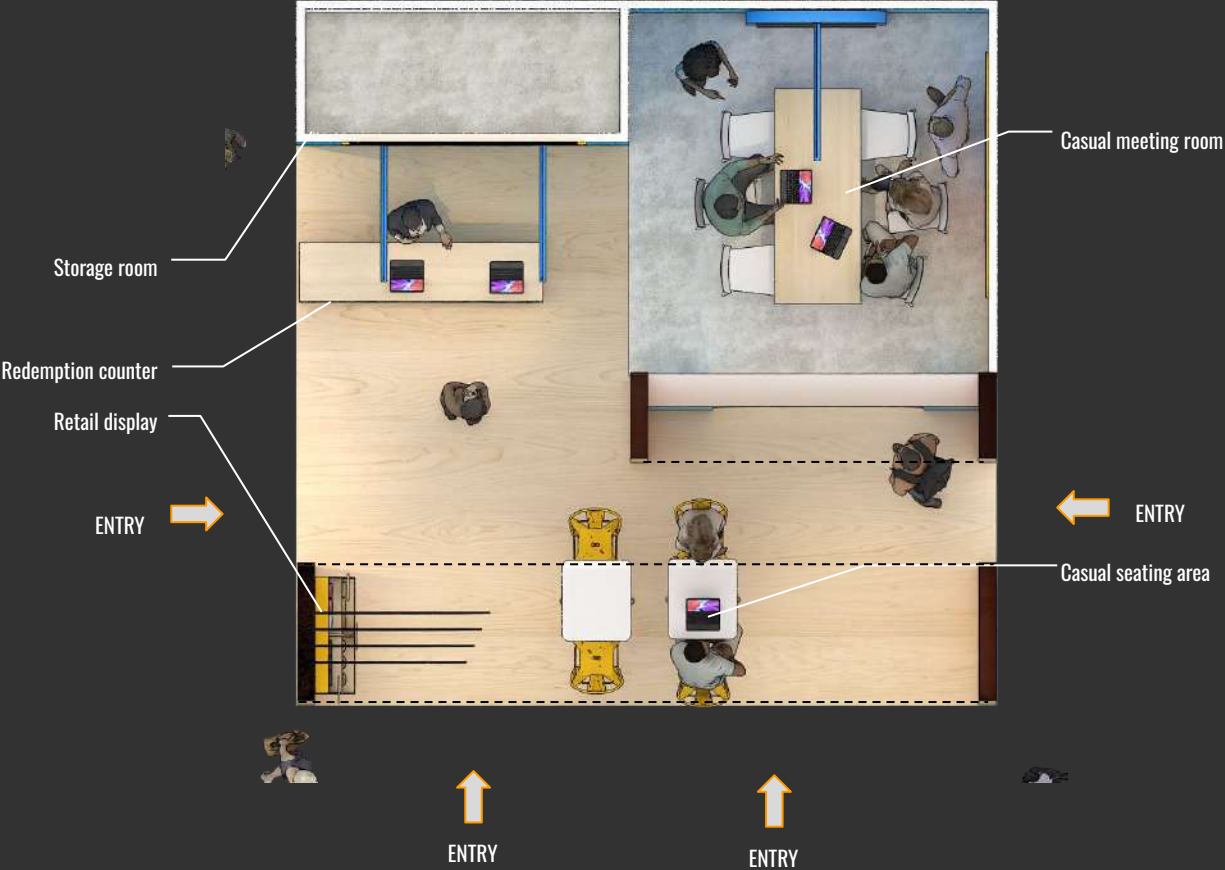 Casual meeting room
Storage room
Redemption counter
Retail display
ENTRY
ENTRY
Casual seating area
ENTRY
ENTRY